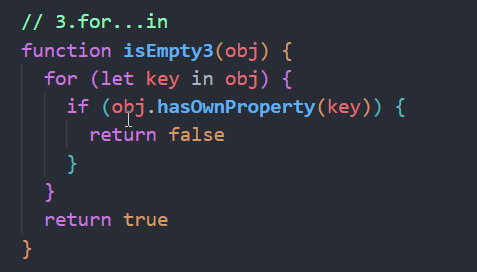 // 3.for...in
function isEmpty3(obj) {
  for (let key in obj) {
    if (obj.hasOwnProperty(key)) {
      return false
    }
  }
  return true
}